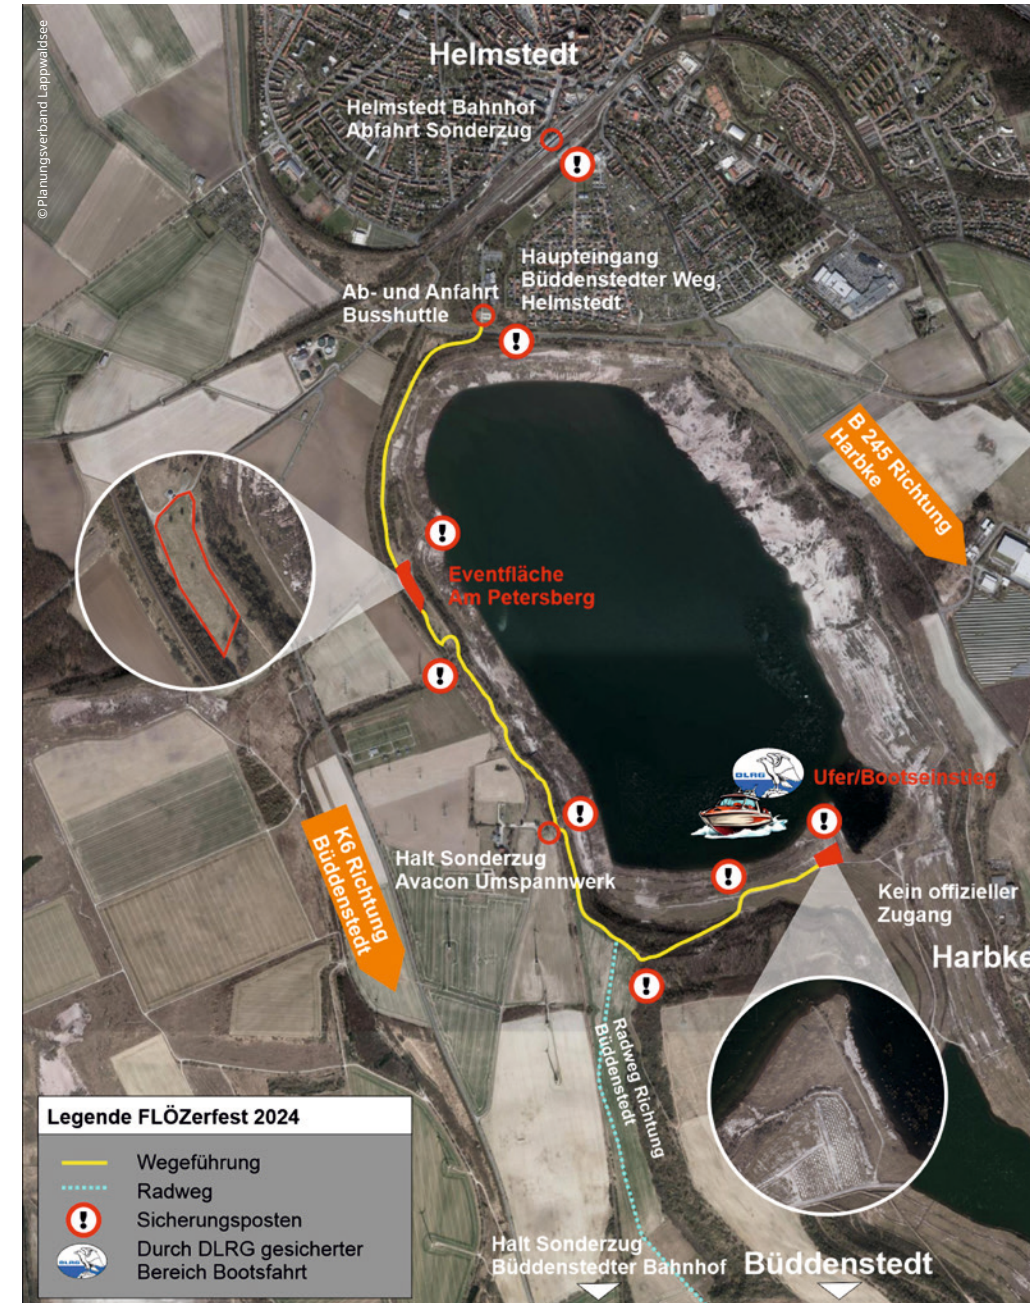 ©Planungsverband Lappwaldsee
Helmstedt
Helmstedt Bahnhof
Abfahrt Sonderzug
Haupteingang
Büddenstedter Weg,
Helmstedt
Ab- und Anfahrt
Busshuttle
B 245 Richtung
Harbke
Eventfläche
Am Petersberg
DLRG
Ufer/Bootseinstieg
K6 Richtung
Büddenstedt
Halt Sonderzug
Avacon Umspannwerk
Kein offizieller
Zugang
Harbke
Radweg Richtung
Büddenstedt
Legende FLÖZerfest 2024
Wegeführung
Radweg
Sicherungsposten
DLRG
Durch DLRG gesicherter
Bereich Bootsfahrt
Halt Sonderzug
Büddenstedter Bahnhof
Büddenstedt